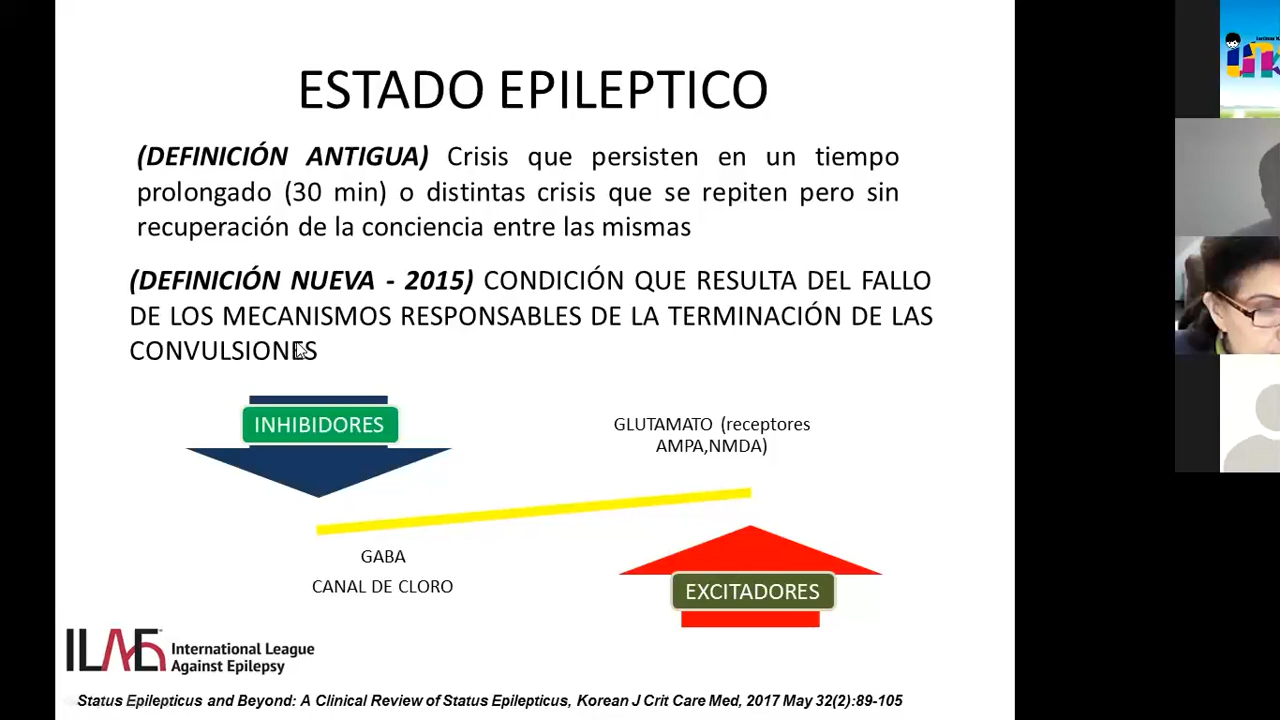 ESTADO EPILEPTICO
(DEFINICIÓN ANTIGUA) Crisis que persisten en un tiempo
prolongado (30 min) o distintas crisis que se repiten pero sin
recuperación de la conciencia entre las mismas
(DEFINICIÓN NUEVA - 2015) CONDICIÓN QUE RESULTA DEL FALLO
DE LOS MECANISMOS RESPONSABLES DE LA TERMINACIÓN DE LAS
CONVULSIONES
INHIBIDORES
GLUTAMATO (receptores
AMPA,NMDA)
GABA
CANAL DE CLORO
EXCITADORES
ILAE
International League
Against Epilepsy
Status Epilepticus and Beyond: A Clinical Review of Status Epilepticus, Korean J Crit Care Med, 2017 May 32(2):89-105